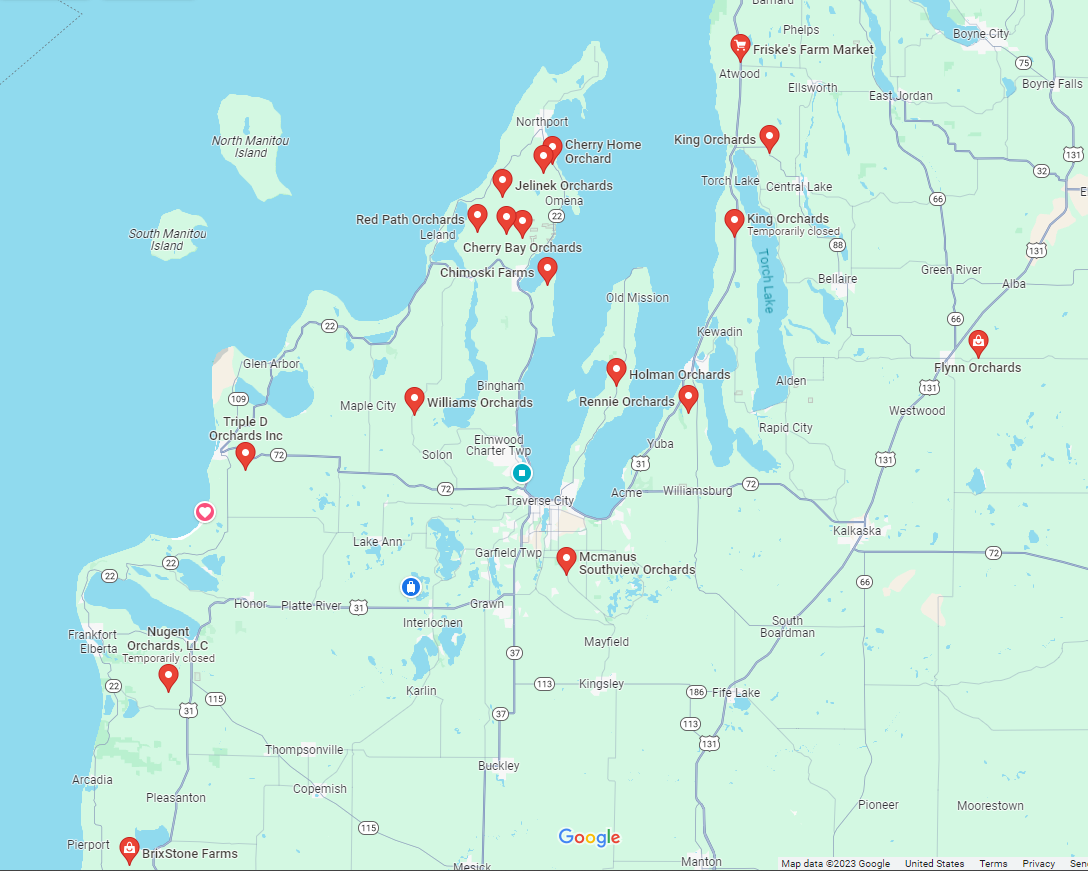 Barnard
Phelps
Boyne City
Friske's Farm Market
75
Atwood
Boyne Falls
Ellsworth
East Jordan
Northport
North Manitou
Island
King Orchards
Cherry Home
Orchard
131
32
Torch Lake
Central Lake
Jelinek Orchards
Omena
66
22
Red Path Orchards
King Orchards
Temporarily closed
Leland
South Manitou
Island
Cherry Bay Orchards
88
131
Chimoski Farms
Torch Lake
Green River
Bellaire
Alba
Old Mission
22
66
Kewadin
Glen Arbor
Flynn Orchards
Holman Orchards
Alden
Bingham
131
109
Maple City
Williams Orchards
Rennie Orchards
Westwood
Triple D
Orchards Inc
Rapid City
Elmwood
Charter Twp
Yuba
72
Solon
31
131
72
Acme
Williamsburg
72
Traverse City
Kalkaska
Lake Ann
Garfield Twp
72
Mcmanus
Southview Orchards
22
22
66
Honor
Platte River
31
Grawn
Interlochen
South
Boardman
Frankfort
Elberta
Nugent
Orchards, LLC
Temporarily closed
Mayfield
37
22
115
Karlin
113
Kingsley
186
Fife Lake
31
37
113
131
Thompsonville
Buckley
Arcadia
Copemish
Pleasanton
Pioneer
Moorestown
115
Pierport
BrixStone Farms
Google
Manton
Mesick
Map data ©2023 Google
United States
Terms
Privacy